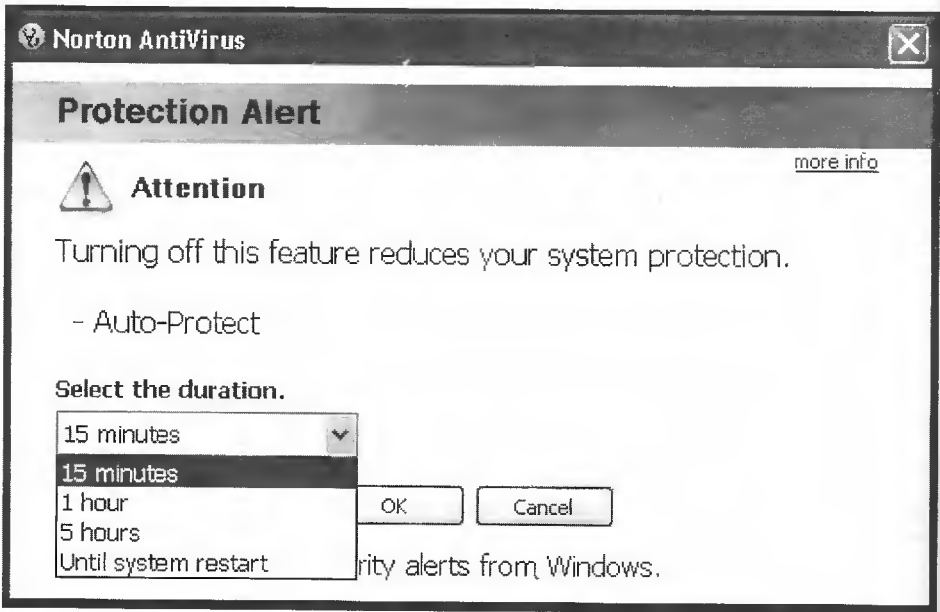 Norton AntiVirus
Protection Alert
more info
Attention
Turning off this feature reduces your system protection.
- Auto-Protect
Select the duration.
15 minutes
15 minutes
1 hour
5 hours
Until system restart
OK
Cancel
alerts from Windows.